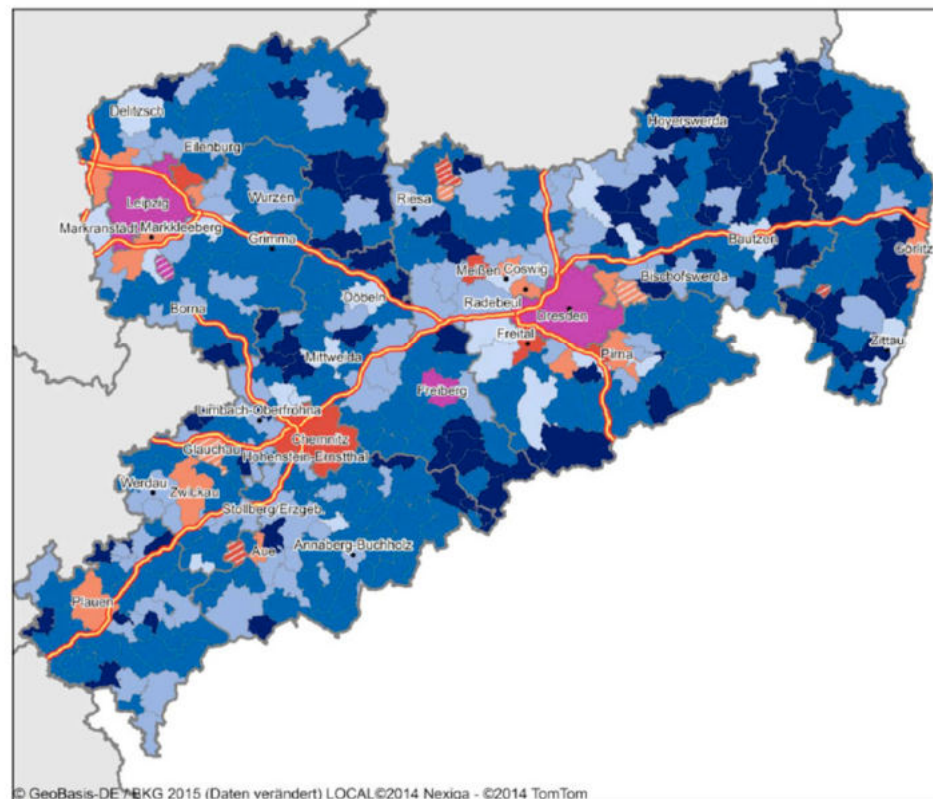 Delitzsch
Hoyerswerda
Eilenburg
Wurzen
Riesa
Leipzig
Markranstädt
Markkleeberg
Grimma
Bautzen
Görlitz
Meißen
Coswig
Bischofswerda
Döbeln
Radebeul
Borna
Dresden
Freital
Zittau
Mittweida
Pirna
Freiberg
Limbach-Oberfrohna
Chemnitz
Glauchau
Hohenstein-Ernstthal
Werdau
Zwickau
Stollberg/Erzgeb.
Aue
Annaberg-Buchholz
Plauen
© GeoBasis-DE / BKG 2015 (Daten verändert) LOCAL©2014 Nexiga - ©2014 TomTom